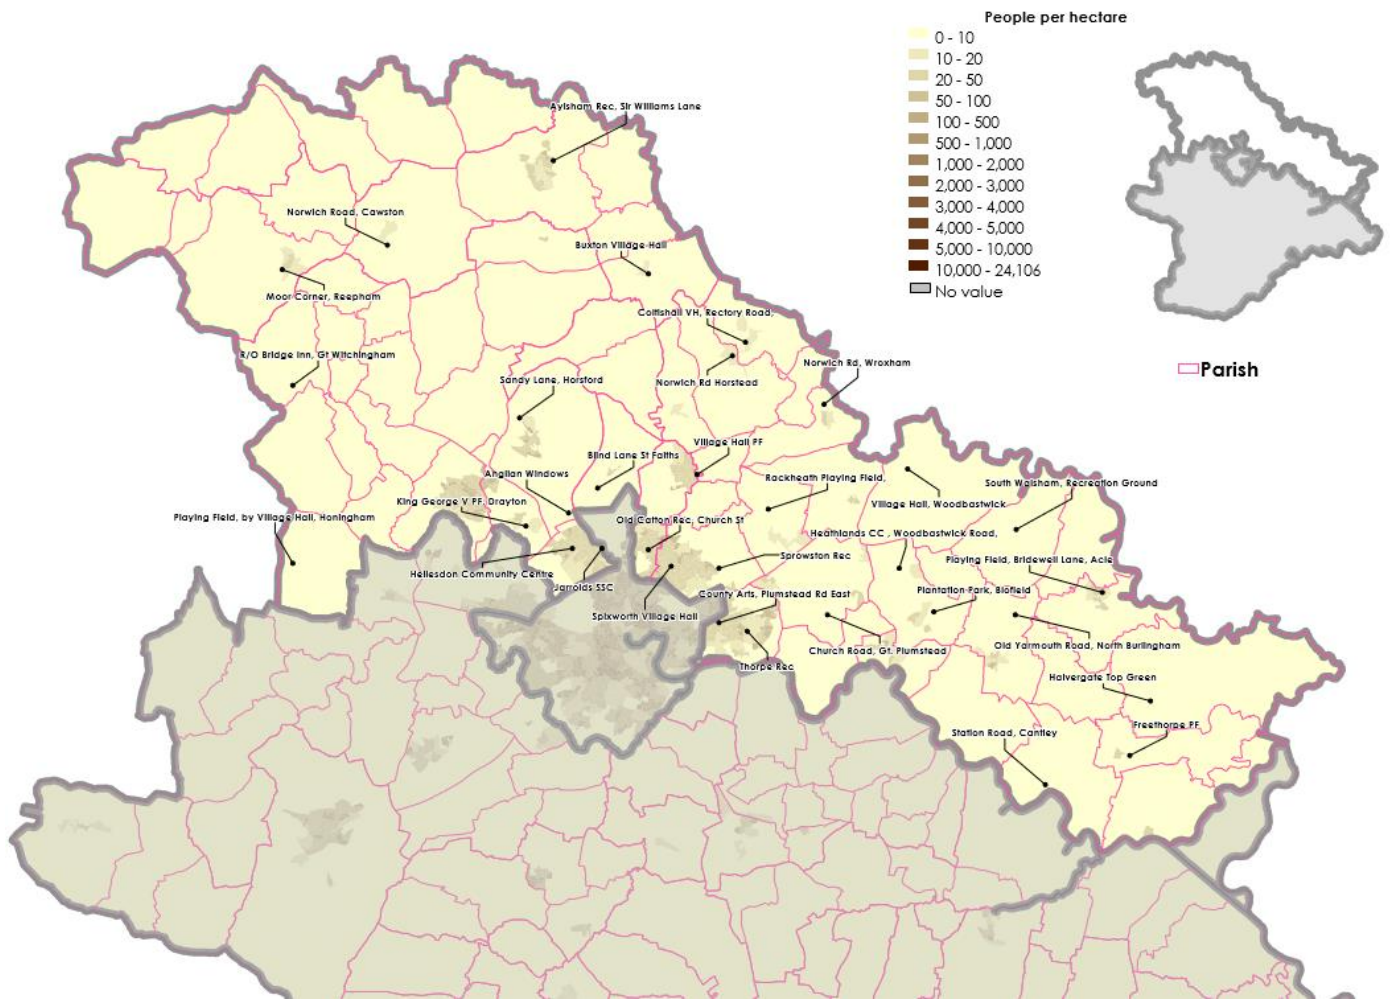 People per hectare
0 - 10
10 - 20
20 - 50
50 - 100
100 - 500
500 - 1,000
1,000 - 2,000
2,000 - 3,000
3,000 - 4,000
4,000 - 5,000
5,000 - 10,000
10,000 - 24,106
No value
Parish
Aylsham Rec, Sir Williams Lane
Norwich Road, Cawston
Buxton Village Hall
Moor Corner, Reepham
Coltishall VH, Rectory Road,
R/O Bridge Inn, Gt Witchingham
Norwich Rd, Wroxham
Sandy Lane, Horsford
Norwich Rd Horstead
Village Hall PF
Blind Lane St Faiths
Anglian Windows
Rackheath Playing Field,
South Walsham, Recreation Ground
King George V PF, Drayton
Village Hall, Woodbastwick
Playing Field, by Village Hall, Honingham
Old Catton Rec, Church St
Heathlands CC , Woodbastwick Road,
Sprowston Rec
Playing Field, Bridewell Lane, Acle
Hellesdon Community Centre
Jarrolds SSC
County Arts, Plumstead Rd East
Plantation Park, Blofield
Spixworth Village Hall
Church Road, Gt. Plumstead
Old Yarmouth Road, North Burlingham
Thorpe Rec
Halvergate Top Green
Freethorpe PF
Station Road, Cantley